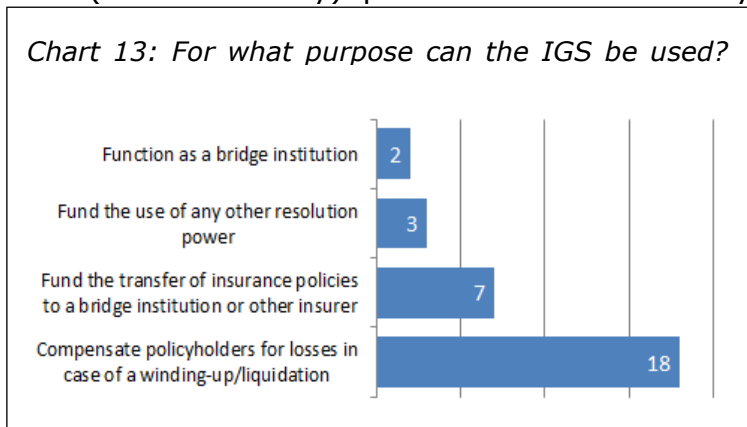 Chart 13: For what purpose can the IGS be used?
Function as a bridge institution
2
Fund the use of any other resolution
power
3
Fund the transfer of insurance policies
to a bridge institution or other insurer
7
Compensate policyholders for losses in
case of a winding-up/liquidation
18